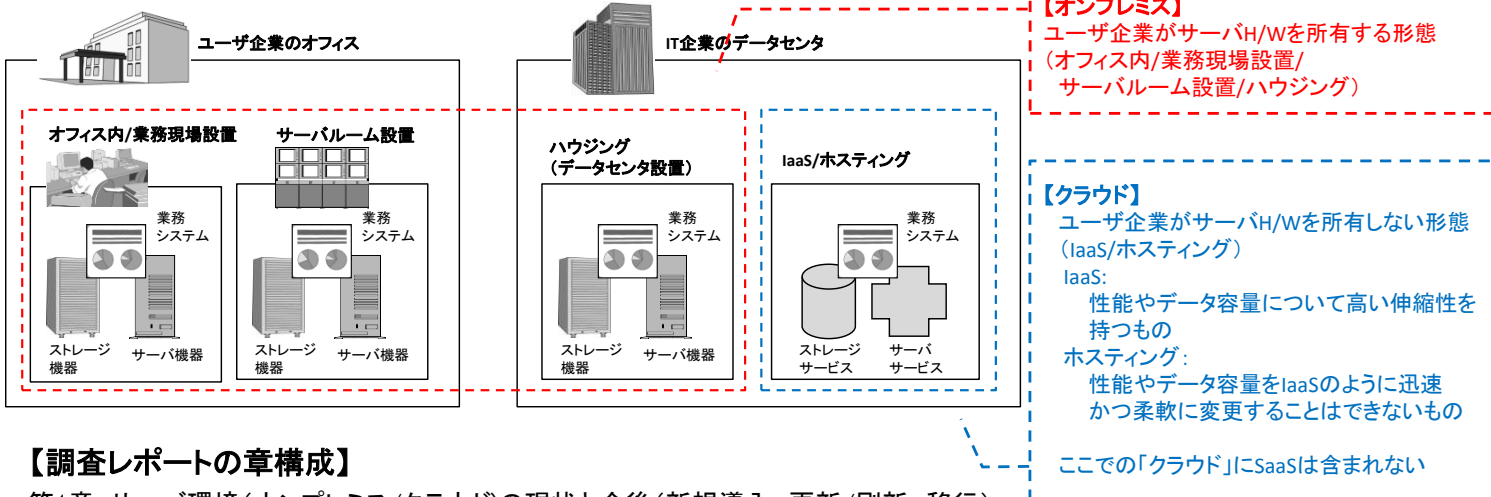 ユーザ企業のオフィス
オフィス内/業務現場設置
サーバルーム設置
業務
システム
ストレージ
機器
サーバ機器
業務
システム
ストレージ
機器
サーバ機器
IT企業のデータセンタ
ハウジング
(データセンタ設置)
業務
システム
ストレージ
機器
サーバ機器
IaaS/ホスティング
業務
システム
ストレージ
サービス
サーバ
サービス
【オンプレミス】
ユーザ企業がサーバH/Wを所有する形態
(オフィス内/業務現場設置/
サーバルーム設置/ハウジング)
【クラウド】
ユーザ企業がサーバH/Wを所有しない形態
(IaaS/ホスティング)
IaaS:
性能やデータ容量について高い伸縮性を
持つもの
ホスティング:
性能やデータ容量をIaaSのように迅速
かつ柔軟に変更することはできないもの
ここでの「クラウド」にSaaSは含まれない
【調査レポートの章構成】